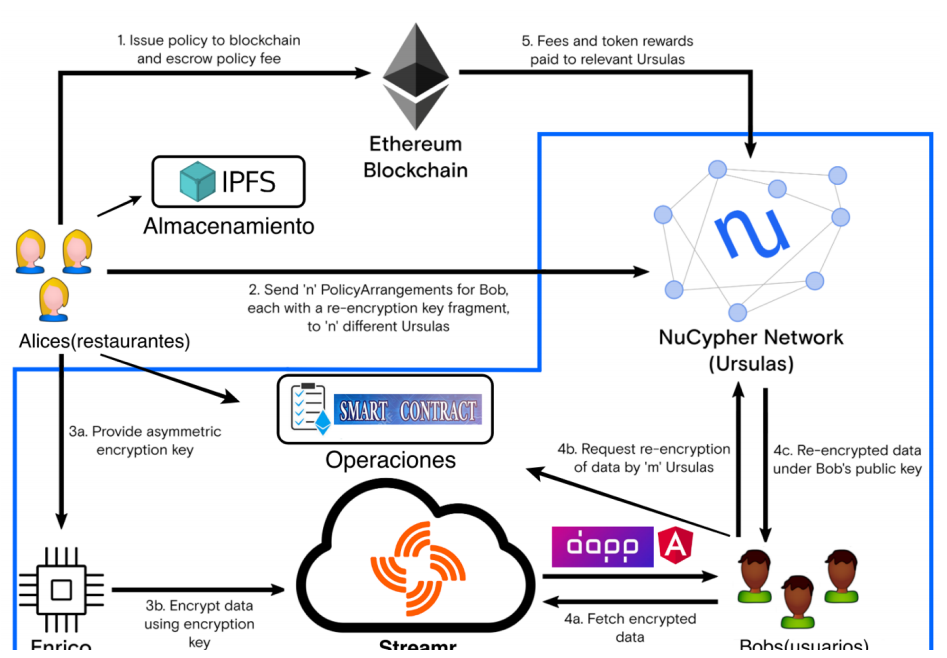 1. Issue policy to blockchain
and escrow policy fee
5. Fees and token rewards
paid to relevant Ursulas
Ethereum
Blockchain
IPFS
Almacenamiento
nu
2. Send 'n' PolicyArrangements for Bob,
each with a re-encryption key fragment,
to 'n' different Ursulas
Alices(restaurantes)
NuCypher Network
(Ursulas)
SMART CONTRACT
Operaciones
3a. Provide asymmetric
encryption key
4b. Request re-encryption
of data by 'm' Ursulas
4c. Re-encrypted data
under Bob's public key
dapp
A
3b. Encrypt data
using encryption
key
4a. Fetch encrypted
data
Enrico
Streamr
Bobs(usuarios)